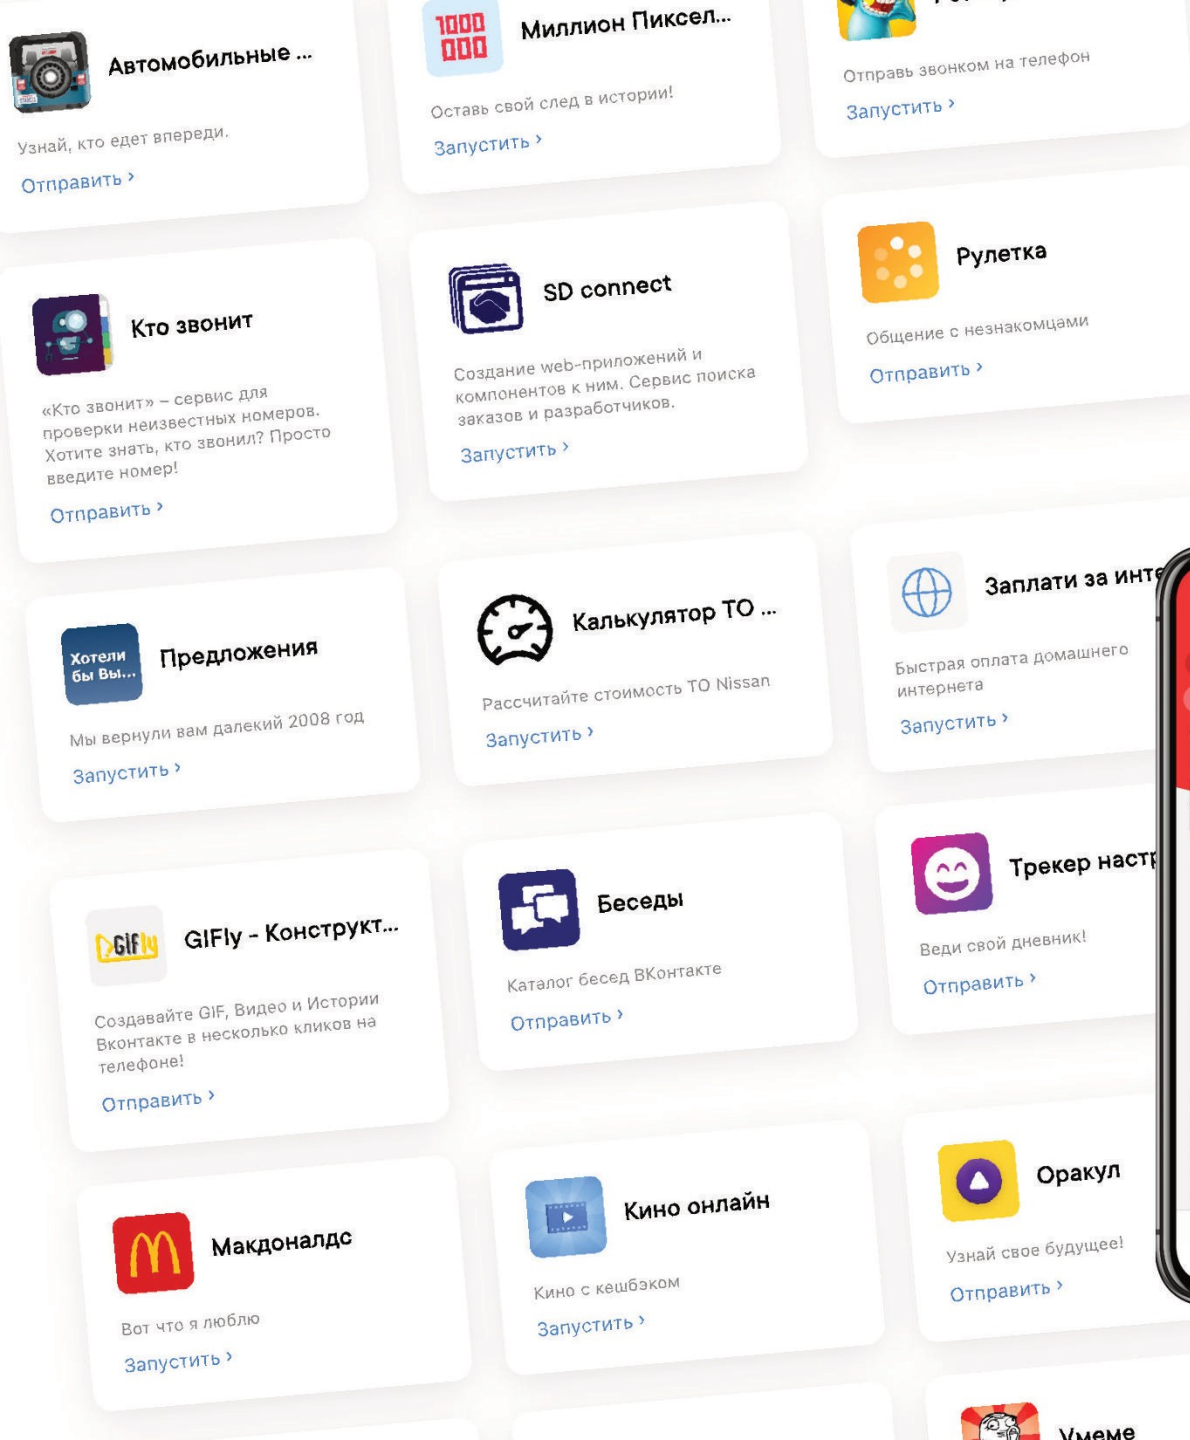 Автомобильные ...
Узнай, кто едет впереди.
Отправить ›
1000
000
Миллион Пиксел...
Оставь свой след в истории!
Запустить ›
Отправь звонком на телефон
Запустить ›
Кто звонит
«Кто звонит» – сервис для
проверки неизвестных номеров.
Хотите знать, кто звонил? Просто
введите номер!
Отправить ›
SD connect
Создание web-приложений и
компонентов к ним. Сервис поиска
заказов и разработчиков.
Запустить ›
Рулетка
Общение с незнакомцами
Отправить ›
Хотели
бы Вы...
Предложения
Мы вернули вам далекий 2008 год
Запустить ›
Калькулятор ТО ...
Рассчитайте стоимость ТО Nissan
Запустить ›
Заплати за инте
Быстрая оплата домашнего
интернета
Запустить ›
GIFly
GIFly - Конструкт...
Создавайте GIF, Видео и Истории
Вконтакте в несколько кликов на
телефоне!
Отправить ›
Беседы
Каталог бесед ВКонтакте
Отправить ›
Трекер настр
Веди свой дневник!
Отправить ›
Макдоналдс
Вот что я люблю
Запустить ›
Кино онлайн
Кино с кешбэком
Запустить ›
Оракул
Узнай свое будущее!
Отправить ›
Умеме